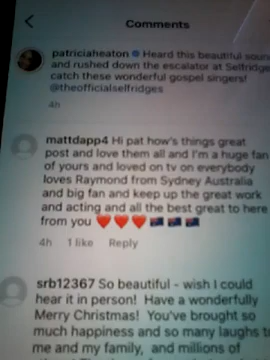 Comments
patriciaheaton Heard this beautiful soun
and rushed down the escalator at Selfridge
catch these wonderful gospel singers!
@theofficialselfridges
4h
mattdapp4 Hi pat how's things great
post and love them all and I'm a huge fan
of yours and loved on tv on everybody
loves Raymond from Sydney Australia
and big fan and keep up the great work
and acting and all the best great to here
from you ❤️❤️❤️🇦🇺🇦🇺🇦🇺
4h 1 like Reply
srb12367 So beautiful - wish I could
hear it in person! Have a wonderfully
Merry Christmas! You've brought so
much happiness and so many laughs to
me and my family, and millions of